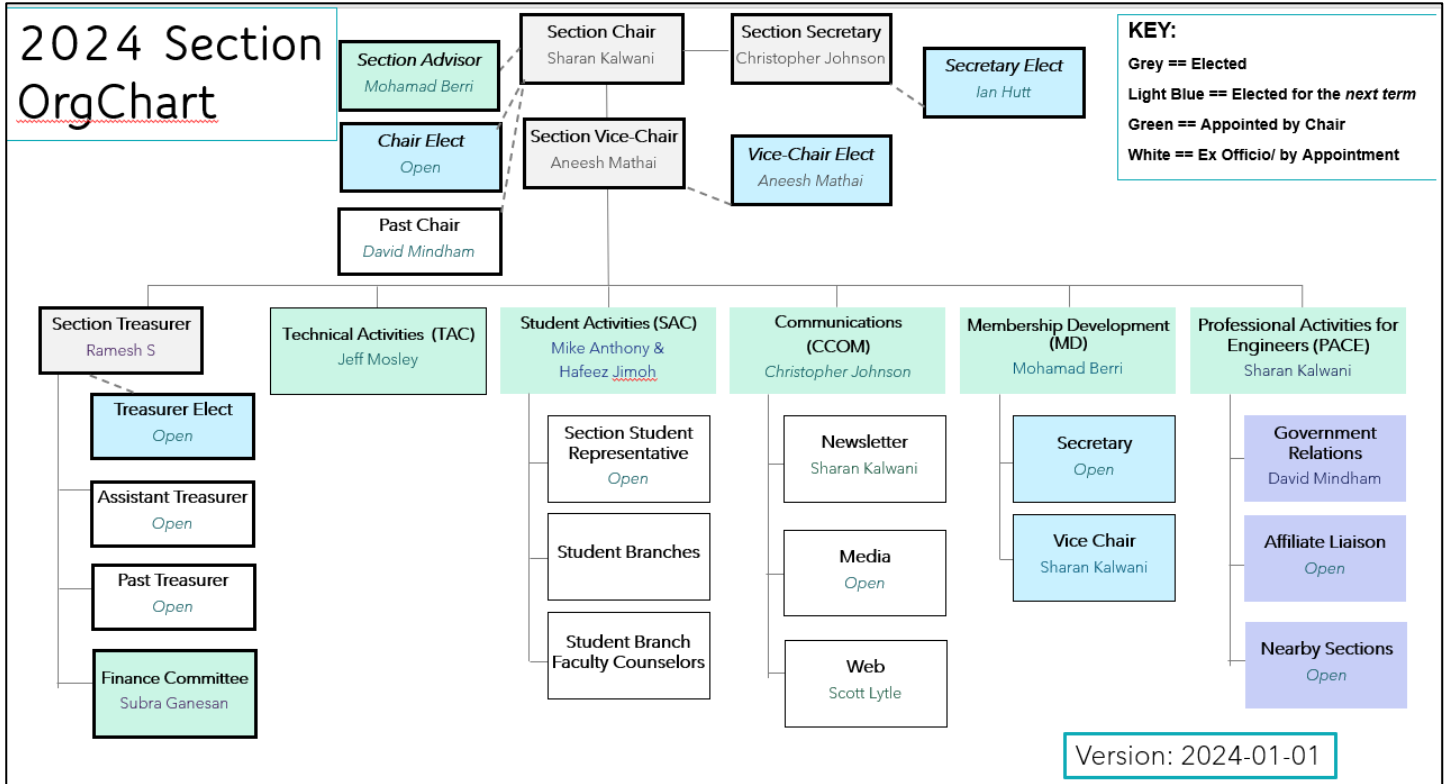 2024 Section
OrgChart
Section Advisor
Mohamad Berri
Chair Elect
Open
Past Chair
David Mindham
Section Chair
Sharan Kalwani
Section Vice-Chair
Aneesh Mathai
Section Secretary
Christopher Johnson
Secretary Elect
Ian Hutt
Vice-Chair Elect
Aneesh Mathai
KEY:
Grey == Elected
Light Blue == Elected for the next term
Green == Appointed by Chair
White == Ex Officio/ by Appointment
Section Treasurer
Ramesh S
Treasurer Elect
Open
Assistant Treasurer
Open
Past Treasurer
Open
Finance Committee
Subra Ganesan
Technical Activities (TAC)
Jeff Mosley
Student Activities (SAC)
Mike Anthony &
Hafeez Jimoh
Section Student
Representative
Open
Student Branches
Student Branch
Faculty Counselors
Communications
(CCOM)
Christopher Johnson
Newsletter
Sharan Kalwani
Media
Open
Web
Scott Lytle
Membership Development
(MD)
Mohamad Berri
Secretary
Open
Vice Chair
Sharan Kalwani
Professional Activities for
Engineers (PACE)
Sharan Kalwani
Government
Relations
David Mindham
Affiliate Liaison
Open
Nearby Sections
Open
Version: 2024-01-01